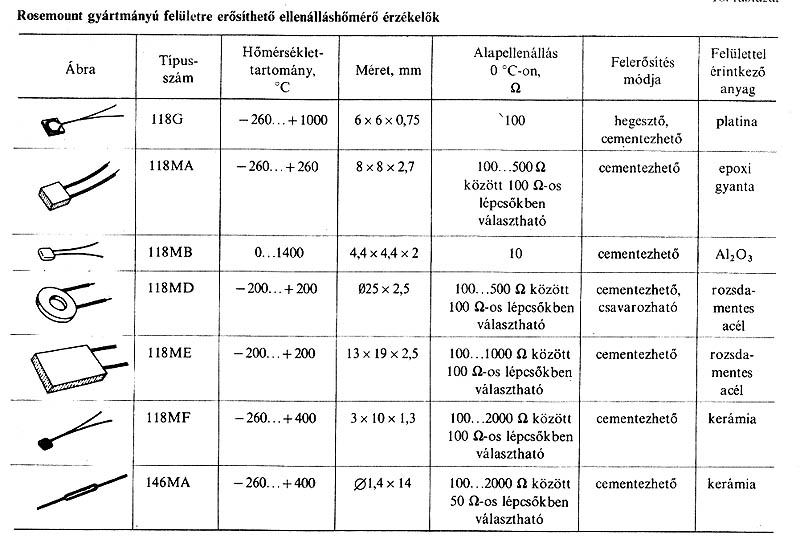 Rosemount gyártmányú felületre erősíthető ellenálláshőmérő érzékelők
Ábra
Típus-
szám
Hőmérséklet-
tartomány,
°C
Méret, mm
Alapellenállás
0 °C-on,
Ω
Felerősítés
módja
Felülettel
érintkező
anyag
118G
−260...+1000
6 × 6 × 0,75
100
hegesztő,
cementezhető
platina
118MA
−260...+260
8 × 8 × 2,7
100...500 Ω
között 100 Ω-os
lépcsőkben
választható
cementezhető
epoxi
gyanta
118MB
0...1400
4,4 × 4,4 × 2
10
cementezhető
Al₂O₃
118MD
−200...+200
Ø25 × 2,5
100...500 Ω között
100 Ω-os lépcsőkben
választható
cementezhető,
csavarozható
rozsda-
mentes
acél
118ME
−200...+200
13 × 19 × 2,5
100...1000 Ω között
100 Ω-os lépcsőkben
választható
cementezhető
rozsda-
mentes
acél
118MF
−260...+400
3 × 10 × 1,3
100...2000 Ω között
100 Ω-os lépcsőkben
választható
cementezhető
kerámia
146MA
−260...+400
Ø1,4 × 14
100...2000 Ω között
50 Ω-os lépcsőkben
választható
cementezhető
kerámia